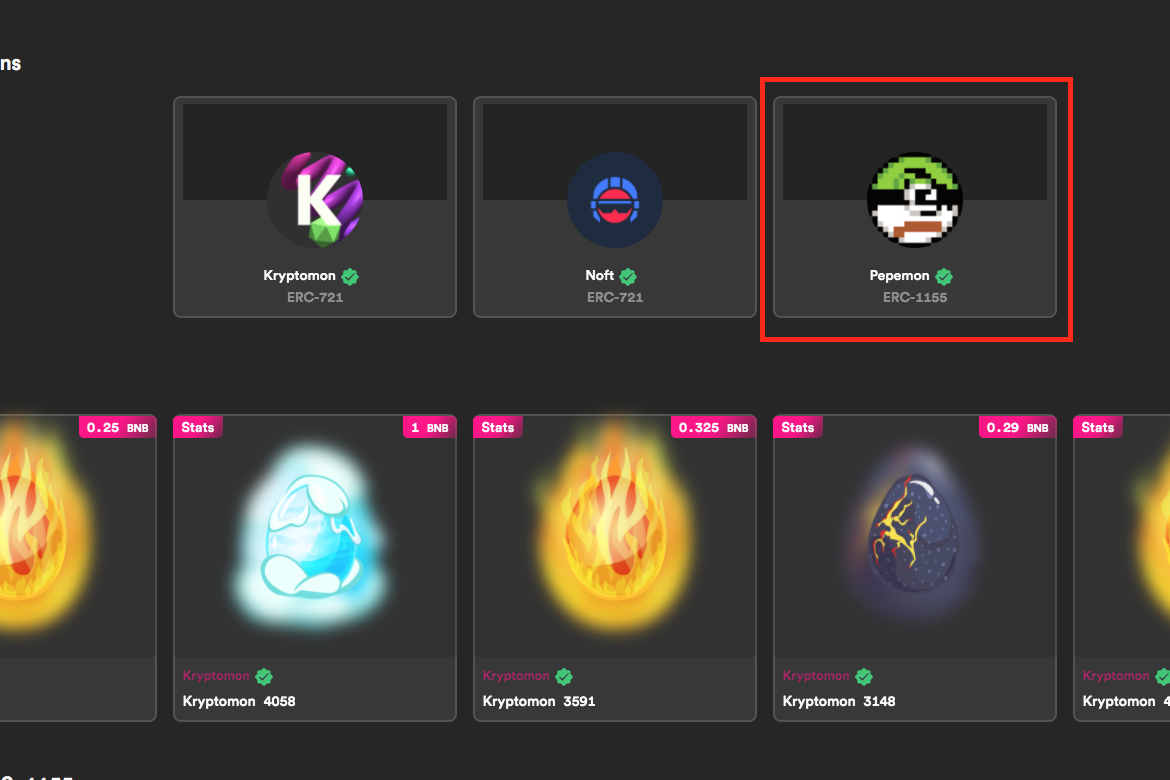 ns
K
Kryptomon
ERC-721
Noft
ERC-721
Pepemon
ERC-1155
0.25 BNB
Stats
1 BNB
Stats
0.325 BNB
Stats
0.29 BNB
Stats
Kryptomon
Kryptomon 4058
Kryptomon
Kryptomon 3591
Kryptomon
Kryptomon 3148
Kryptomon
Kryptomon 4